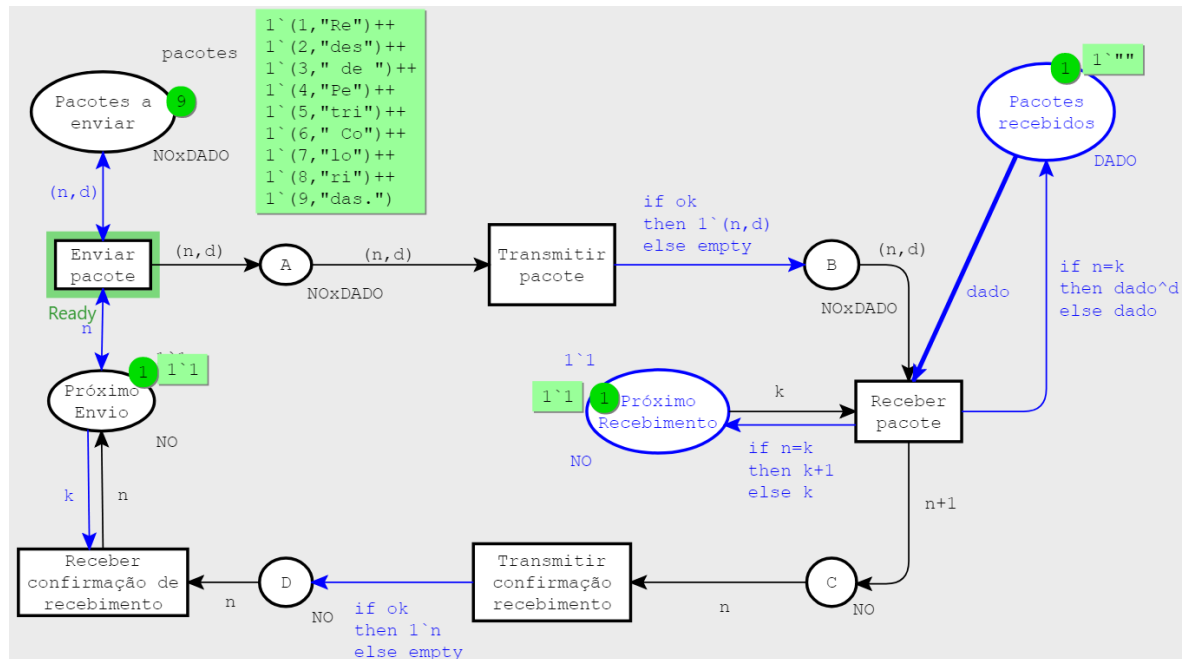 pacotes
1`(1,"Re")++
1`(2,"des")++
1`(3," de ")++
1`(4,"Pe")++
1`(5,"tri")++
1`(6," Co")++
1`(7,"lo")++
1`(8,"ri")++
1`(9,"das.")
Pacotes a
enviar
9
NOxDADO
1
1`""
Pacotes
recebidos
DADO
(n,d)
Enviar
pacote
Ready
(n,d)
A
NOxDADO
(n,d)
Transmitir
pacote
if ok
then 1`(n,d)
else empty
B
NOxDADO
(n,d)
dado
if n=k
then dado^d
else dado
n
1`1
1
1`1
Próximo
Envio
NO
1`1
1`1
1
Próximo
Recebimento
NO
k
Receber
pacote
if n=k
then k+1
else k
k
n
n+1
Receber
confirmação de
recebimento
n
D
NO
if ok
then 1`n
else empty
Transmitir
confirmação
recebimento
n
C
NO